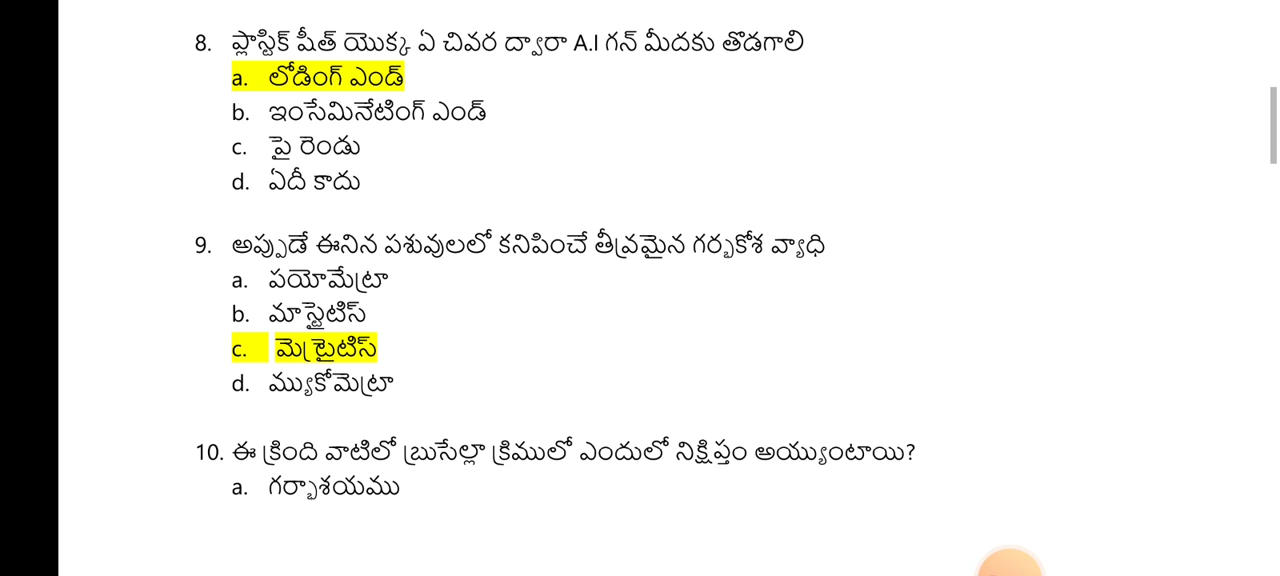 8. ప్లాస్టిక్ షీత్ యొక్క ఏ చివర ద్వారా A.I గన్ మీదకు తొడగాలి
a. లోడింగ్ ఎండ్
b. ఇంసేమినేటింగ్ ఎండ్
c. పై రెండు
d. ఏదీ కాదు
9. అప్పుడే ఈనిన పశువులలో కనిపించే తీవ్రమైన గర్భకోశ వ్యాధి
a. పయోమేట్రా
b. మాస్టైటిస్
c. మెట్రైటిస్
d. మ్యుకోమెట్రా
10. ఈ క్రింది వాటిలో బ్రుసేల్లా క్రిములో ఎందులో నిక్షిప్తం అయ్యుంటాయి?
a. గర్భాశయము